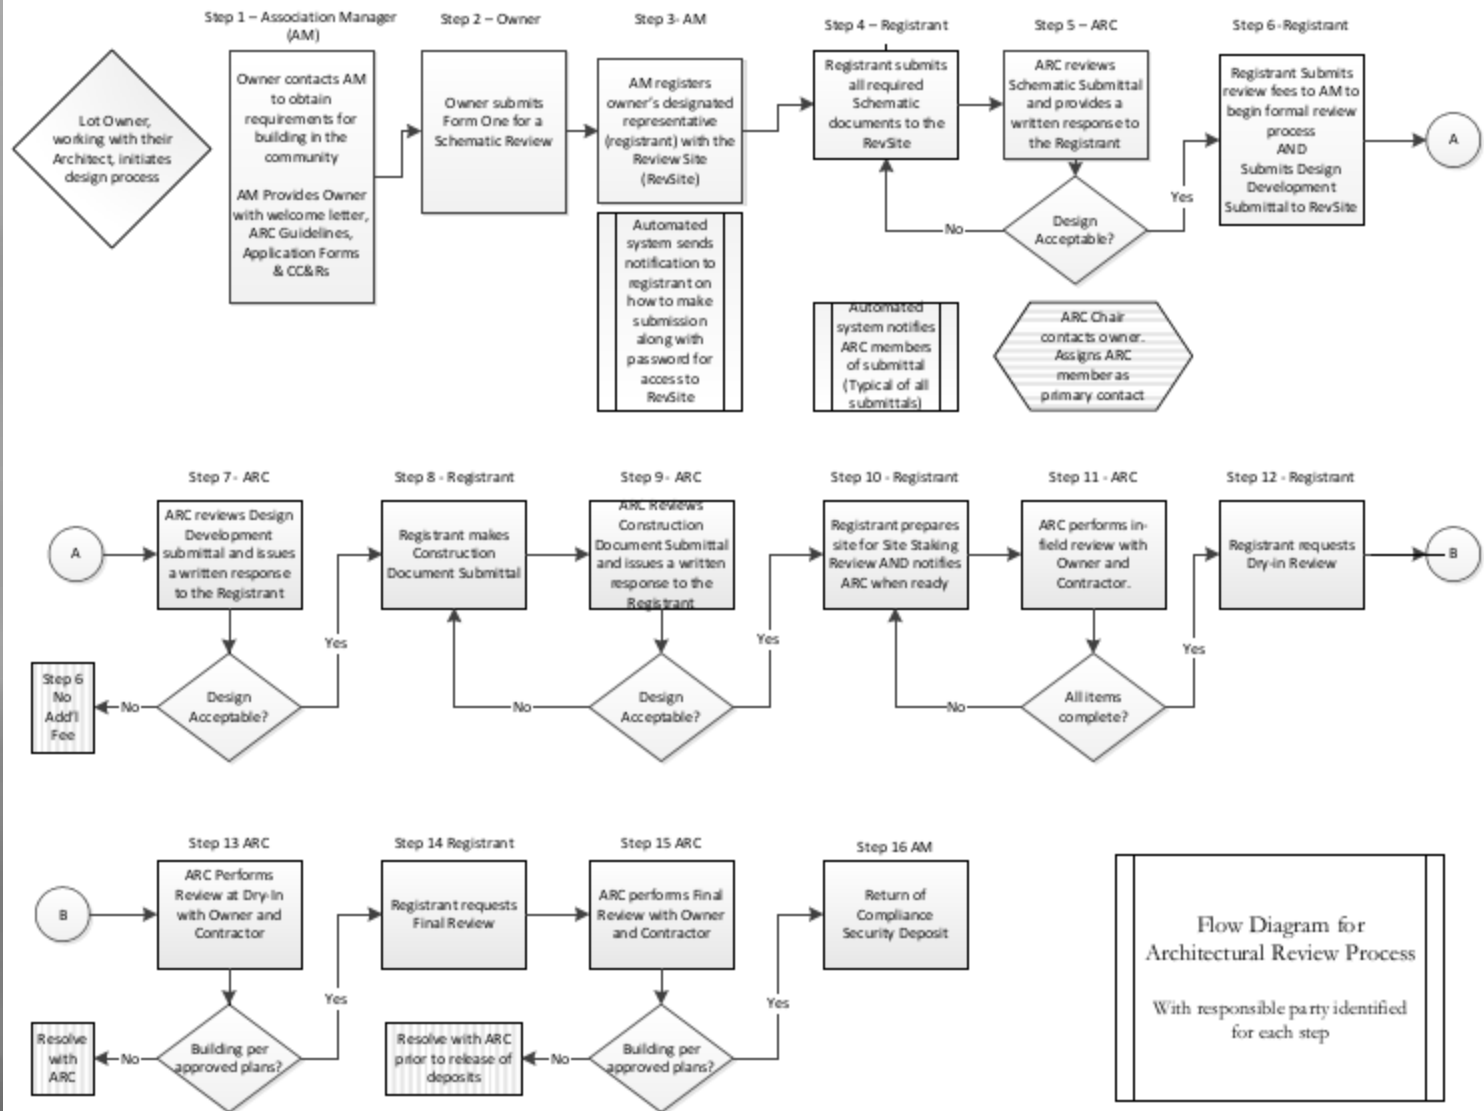 Step 1 – Association Manager
(AM)
Step 2 – Owner
Step 3- AM
Step 4 – Registrant
Step 5 – ARC
Step 6 -Registrant
Lot Owner,
working with their
Architect, initiates
design process
Owner contacts AM
to obtain
requirements for
building in the
community
AM Provides Owner
with welcome letter,
ARC Guidelines,
Application Forms
& CC&Rs
Owner submits
Form One for a
Schematic Review
AM registers
owner's designated
representative
(registrant) with the
Review Site
(RevSite)
Automated
system sends
notification to
registrant on
how to make
submission
along with
password for
access to
RevSite
Registrant submits
all required
Schematic
documents to the
RevSite
ARC reviews
Schematic Submittal
and provides a
written response to
the Registrant
Design
Acceptable?
No
Yes
Registrant Submits
review fees to AM to
begin formal review
process
AND
Submits Design
Development
Submittal to RevSite
A
Automated
system notifies
ARC members
of submittal
(Typical of all
submittals)
ARC Chair
contacts owner.
Assigns ARC
member as
primary contact
Step 7 - ARC
Step 8 - Registrant
Step 9 - ARC
Step 10 - Registrant
Step 11 - ARC
Step 12 - Registrant
A
ARC reviews Design
Development
submittal and issues
a written response
to the Registrant
Design
Acceptable?
No
Step 6
No
Add'l
Fee
Yes
Registrant makes
Construction
Document Submittal
ARC Reviews
Construction
Document Submittal
and issues a written
response to the
Registrant
Design
Acceptable?
No
Yes
Registrant prepares
site for Site Staking
Review AND notifies
ARC when ready
ARC performs in-
field review with
Owner and
Contractor.
All items
complete?
No
Yes
Registrant requests
Dry-in Review
B
Step 13 ARC
Step 14 Registrant
Step 15 ARC
Step 16 AM
B
ARC Performs
Review at Dry-In
with Owner and
Contractor
Building per
approved plans?
No
Resolve
with
ARC
Yes
Registrant requests
Final Review
ARC performs Final
Review with Owner
and Contractor
Building per
approved plans?
No
Resolve with ARC
prior to release of
deposits
Yes
Return of
Compliance
Security Deposit
Flow Diagram for
Architectural Review Process
With responsible party identified
for each step